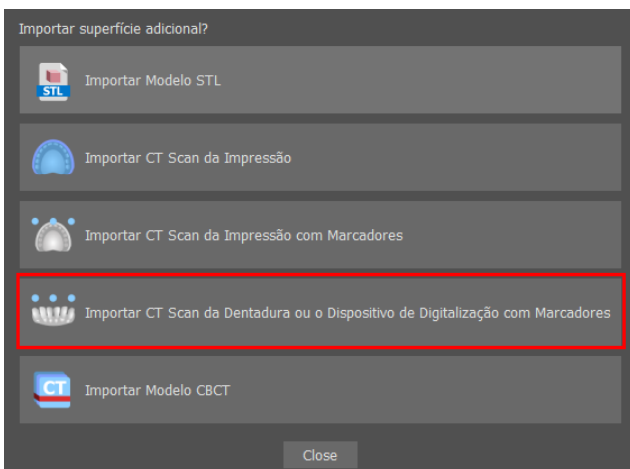 Importar superfície adicional?
STL
Importar Modelo STL
Importar CT Scan da Impressão
Importar CT Scan da Impressão com Marcadores
Importar CT Scan da Dentadura ou o Dispositivo de Digitalização com Marcadores
CT
Importar Modelo CBCT
Close